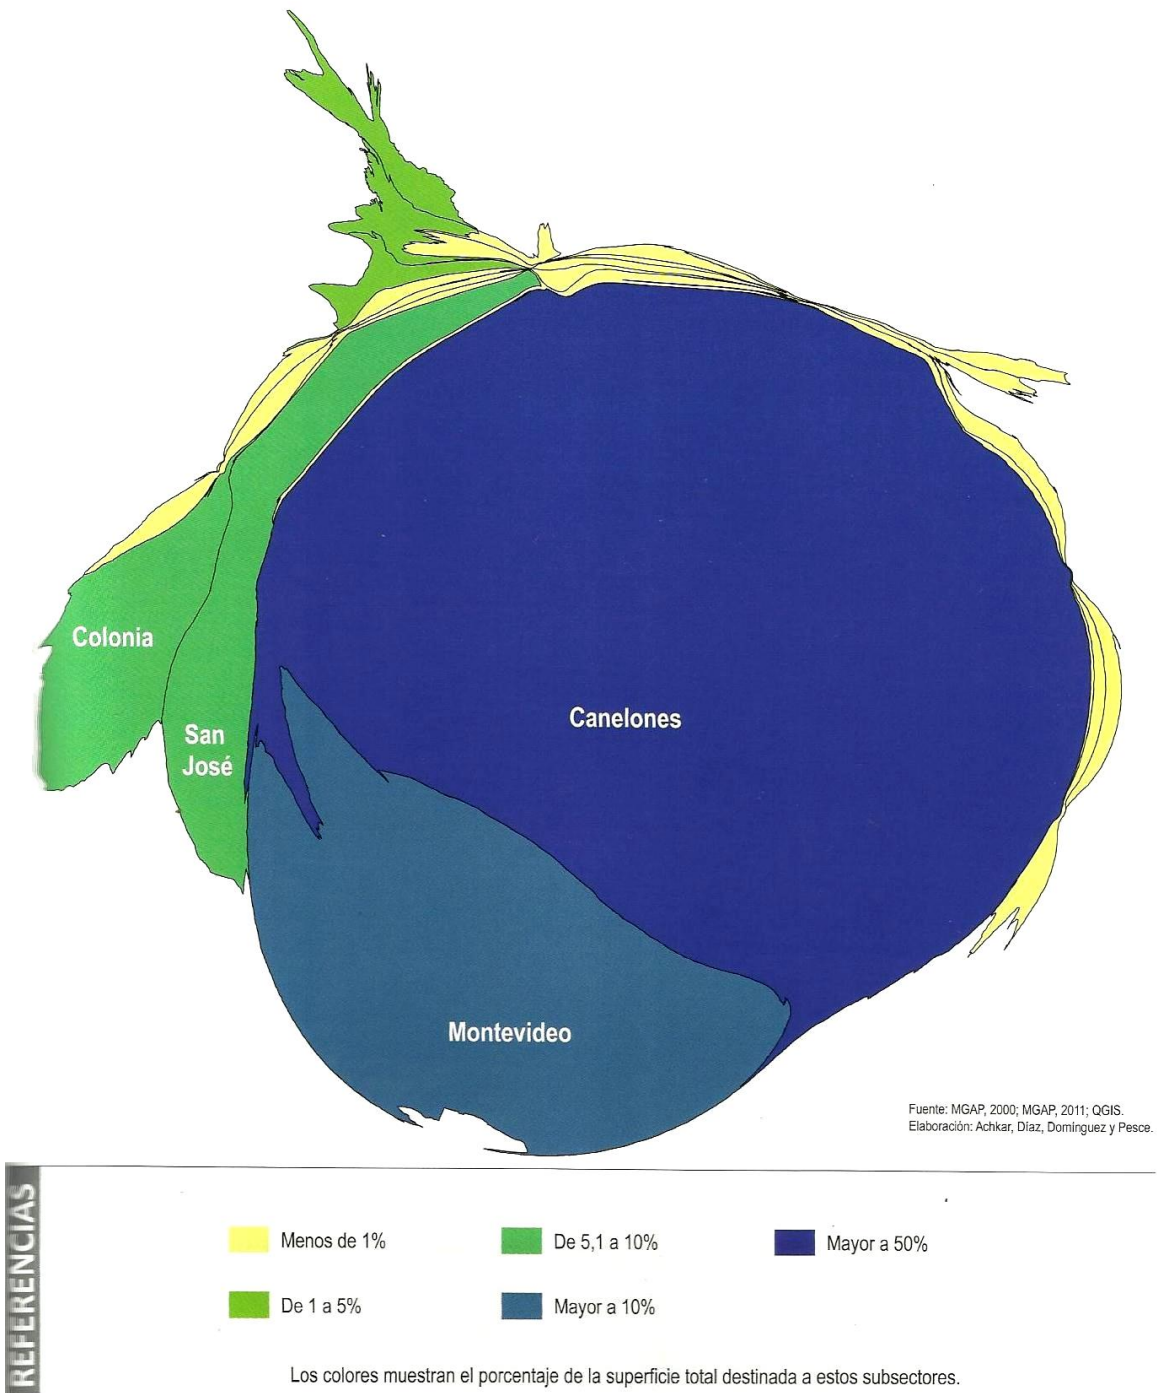 Colonia
San
José
Canelones
Montevideo
Fuente: MGAP, 2000; MGAP, 2011; QGIS.
Elaboración: Achkar, Díaz, Domínguez y Pesce.
REFERENCIAS
Menos de 1%
De 5,1 a 10%
Mayor a 50%
De 1 a 5%
Mayor a 10%
Los colores muestran el porcentaje de la superficie total destinada a estos subsectores.